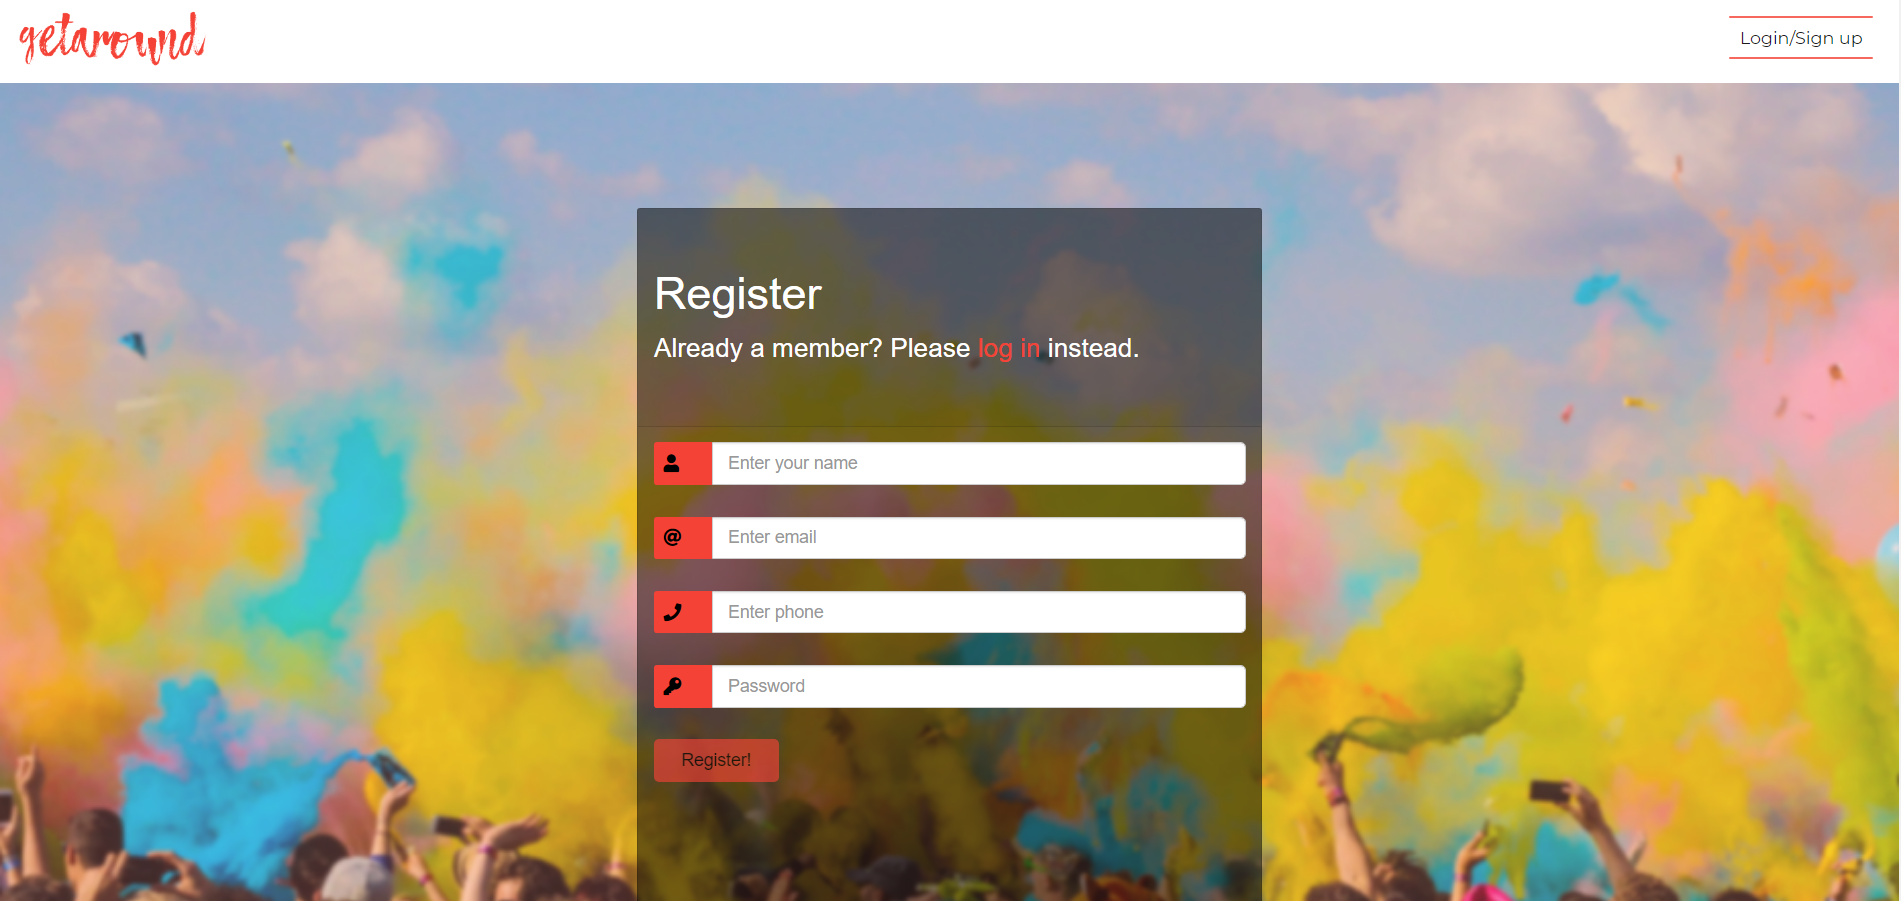 getaround
Login/Sign up
Register
Already a member? Please log in instead.
Enter your name
@
Enter email
Enter phone
Password
Register!